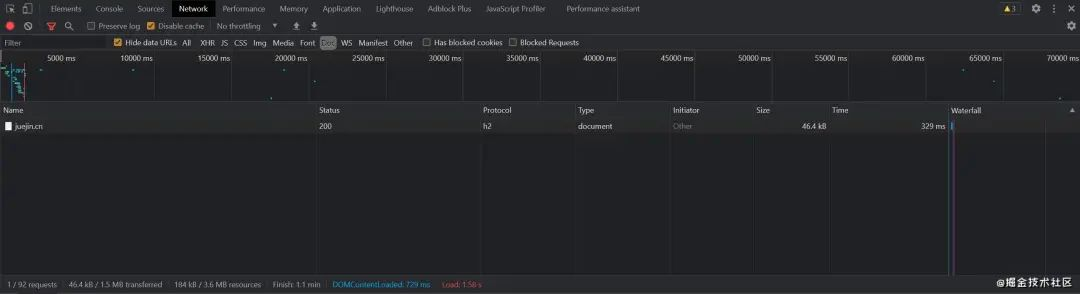 Elements Console Sources Network Performance Memory Application Lighthouse Adblock Plus JavaScript Profiler Performance assistant 3
Preserve log Disable cache No throttling
Filter Hide data URLs All XHR JS CSS Img Media Font Doc WS Manifest Other Has blocked cookies Blocked Requests
5000 ms 10000 ms 15000 ms 20000 ms 25000 ms 30000 ms 35000 ms 40000 ms 45000 ms 50000 ms 55000 ms 60000 ms 65000 ms 70000 ms
Name Status Protocol Type Initiator Size Time Waterfall
juejin.cn 200 h2 document Other 46.4 kB 329 ms
1 / 92 requests 46.4 kB / 1.5 MB transferred 184 kB / 3.6 MB resources Finish: 1.1 min DOMContentLoaded: 729 ms Load: 1.58 s
@掘金技术社区